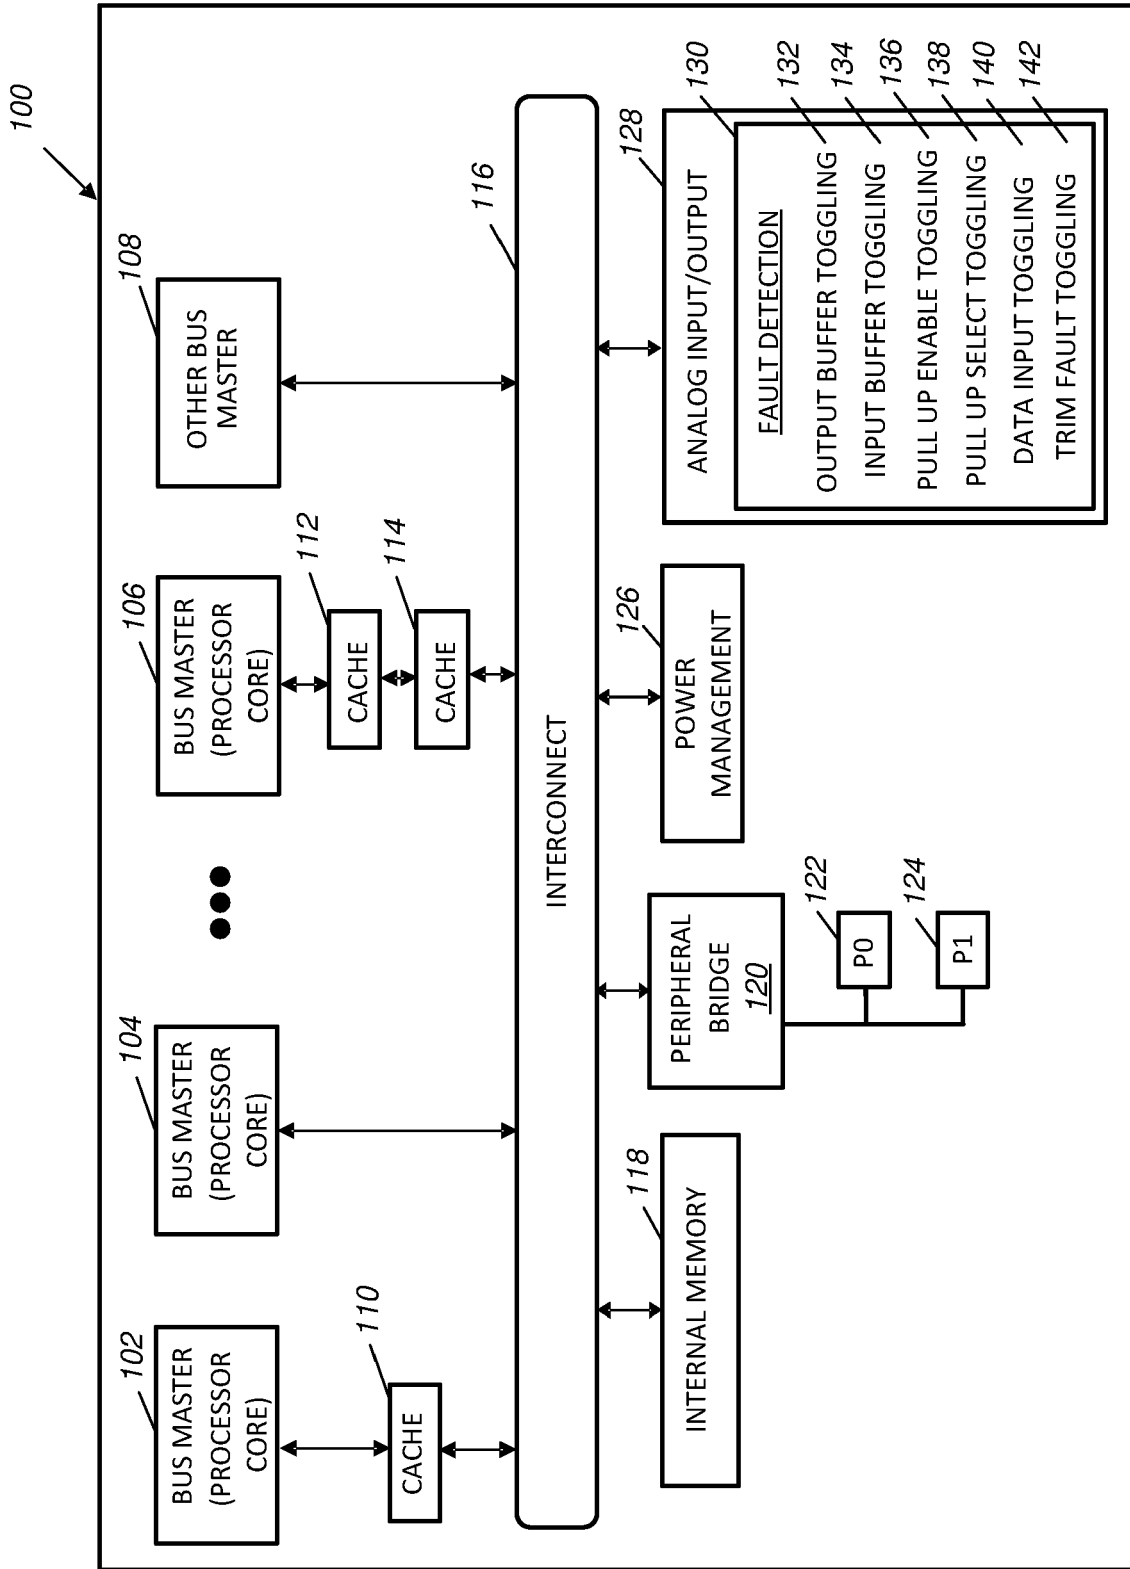 100
102
BUS MASTER
(PROCESSOR
CORE)
104
BUS MASTER
(PROCESSOR
CORE)
106
BUS MASTER
(PROCESSOR
CORE)
108
OTHER BUS
MASTER
110
CACHE
112
CACHE
114
CACHE
116
INTERCONNECT
118
INTERNAL MEMORY
PERIPHERAL
BRIDGE
120
122
P0
124
P1
126
POWER
MANAGEMENT
128
ANALOG INPUT/OUTPUT
130
FAULT DETECTION
OUTPUT BUFFER TOGGLING 132
INPUT BUFFER TOGGLING 134
PULL UP ENABLE TOGGLING 136
PULL UP SELECT TOGGLING 138
DATA INPUT TOGGLING 140
TRIM FAULT TOGGLING 142